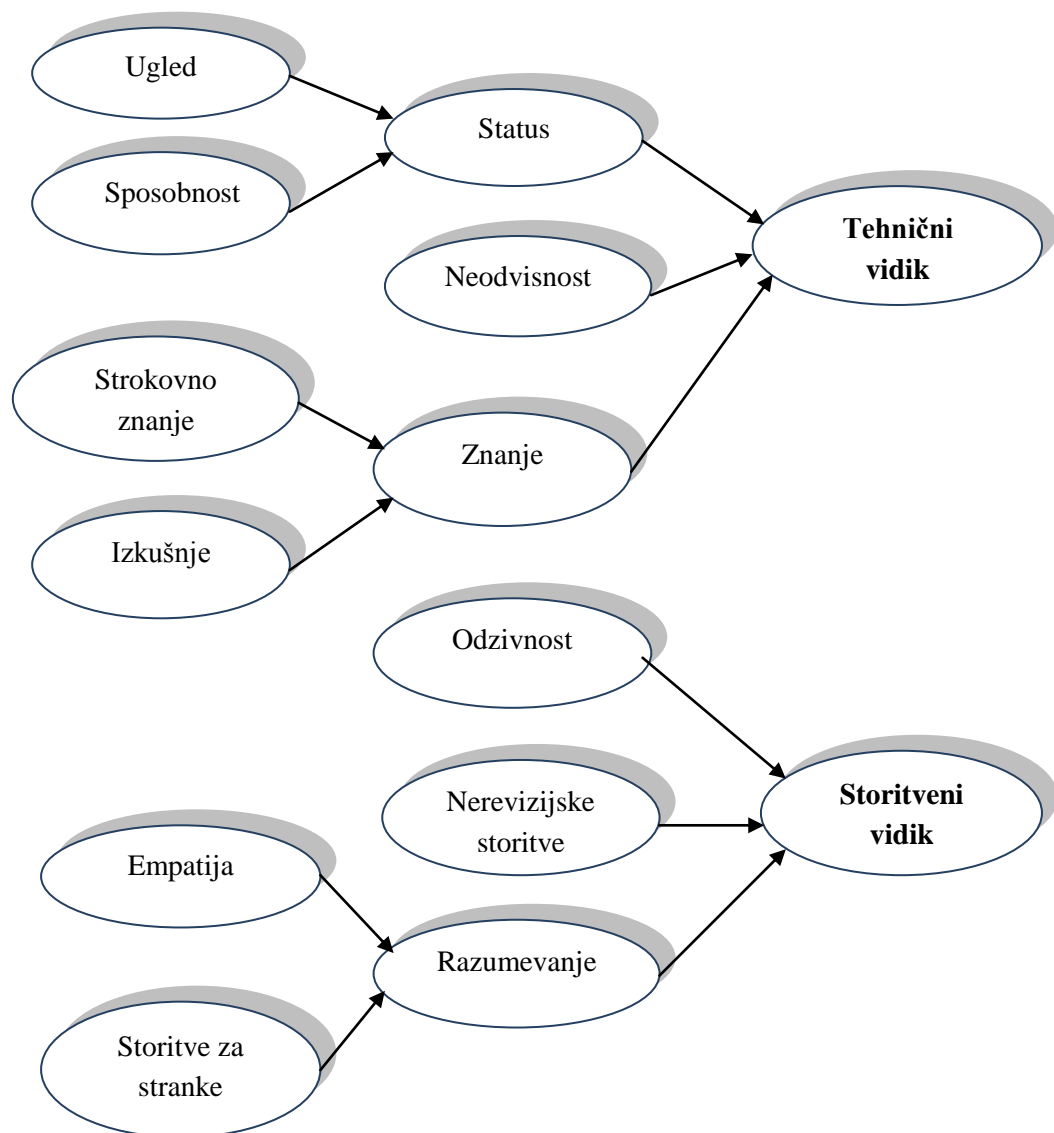 Ugled
Status
Sposobnost
Tehnični
vidik
Neodvisnost
Strokovno
znanje
Znanje
Izkušnje
Odzivnost
Nerevizijske
storitve
Storitveni
vidik
Empatija
Razumevanje
Storitve za
stranke